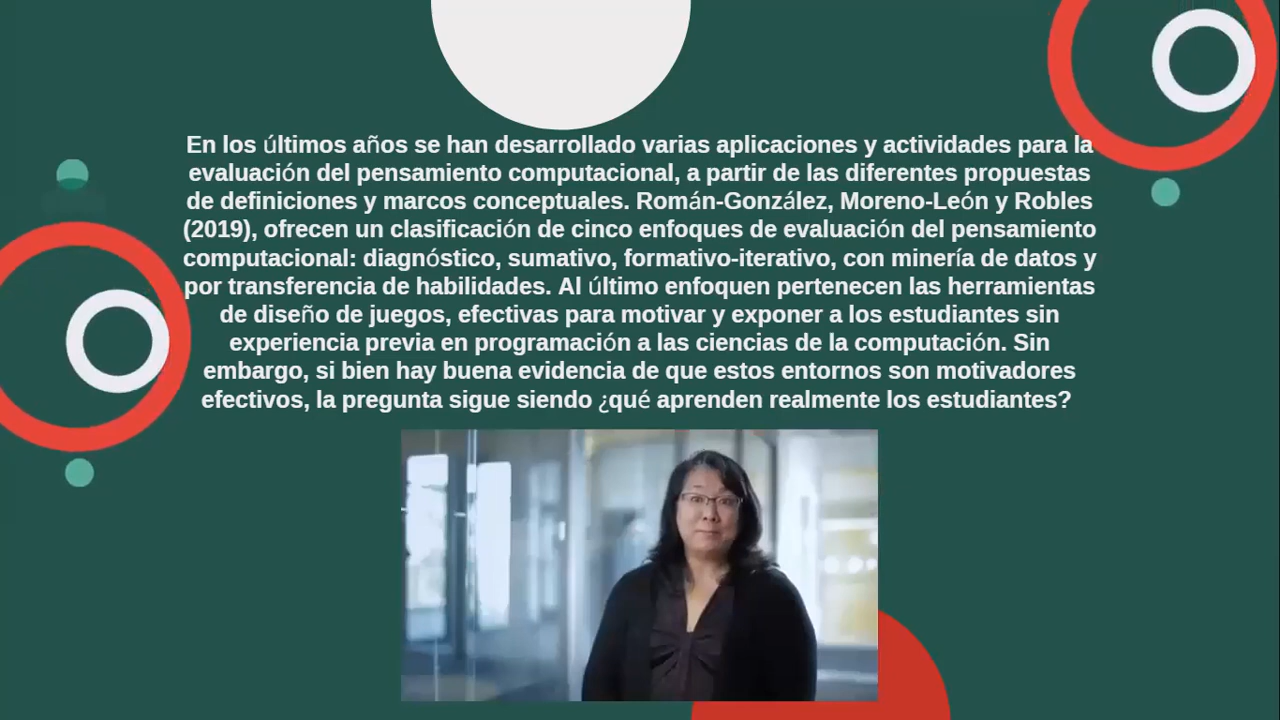 En los últimos años se han desarrollado varias aplicaciones y actividades para la
evaluación del pensamiento computacional, a partir de las diferentes propuestas
de definiciones y marcos conceptuales. Román-González, Moreno-León y Robles
(2019), ofrecen un clasificación de cinco enfoques de evaluación del pensamiento
computacional: diagnóstico, sumativo, formativo-iterativo, con minería de datos y
por transferencia de habilidades. Al último enfoquen pertenecen las herramientas
de diseño de juegos, efectivas para motivar y exponer a los estudiantes sin
experiencia previa en programación a las ciencias de la computación. Sin
embargo, si bien hay buena evidencia de que estos entornos son motivadores
efectivos, la pregunta sigue siendo ¿qué aprenden realmente los estudiantes?